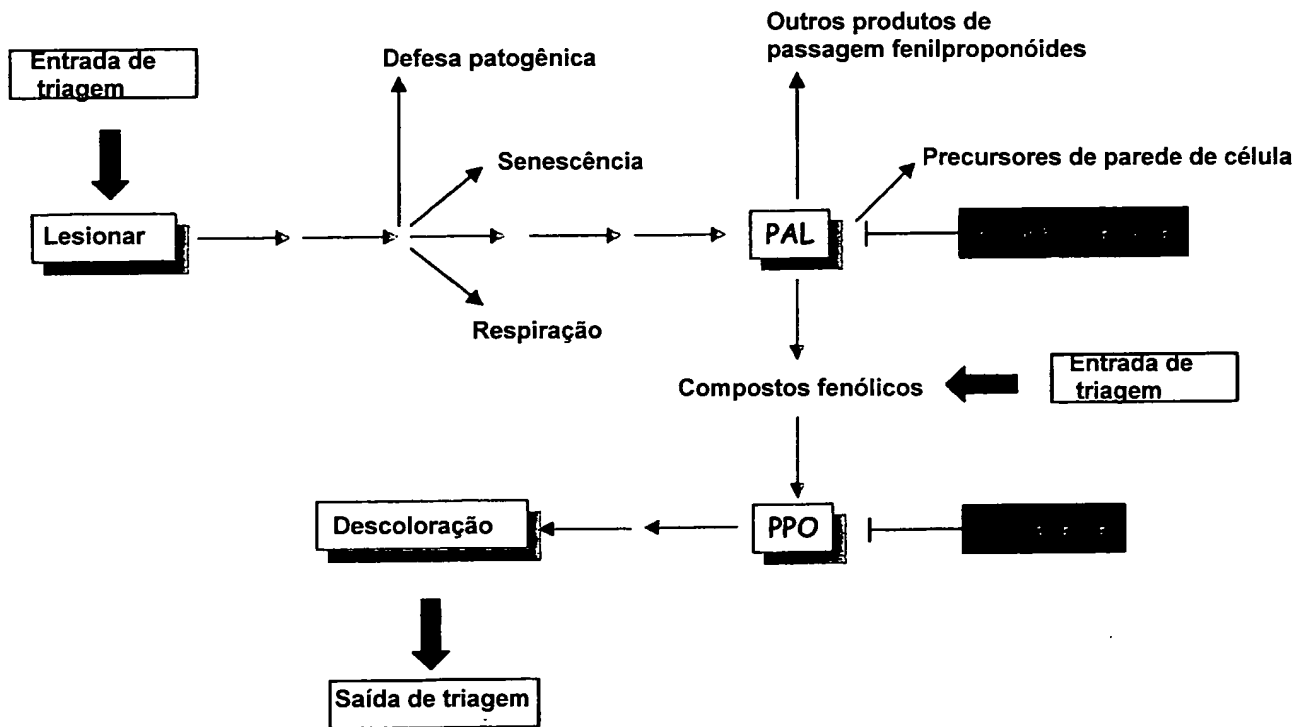 Outros produtos de
passagem fenilproponóides
Entrada de
triagem
Defesa patogênica
Senescência
Precursores de parede de célula
Lesionar
PAL
Respiração
Compostos fenólicos
Entrada de
triagem
Descoloração
PPO
Saída de triagem